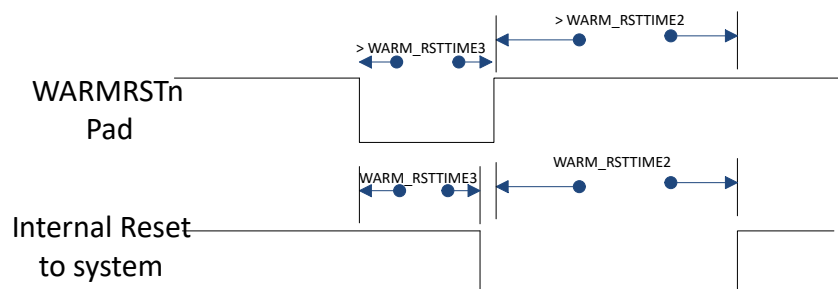 > WARM_RSTTIME2
> WARM_RSTTIME3
WARMRSTn
Pad
WARM_RSTTIME2
WARM_RSTTIME3
Internal Reset
to system